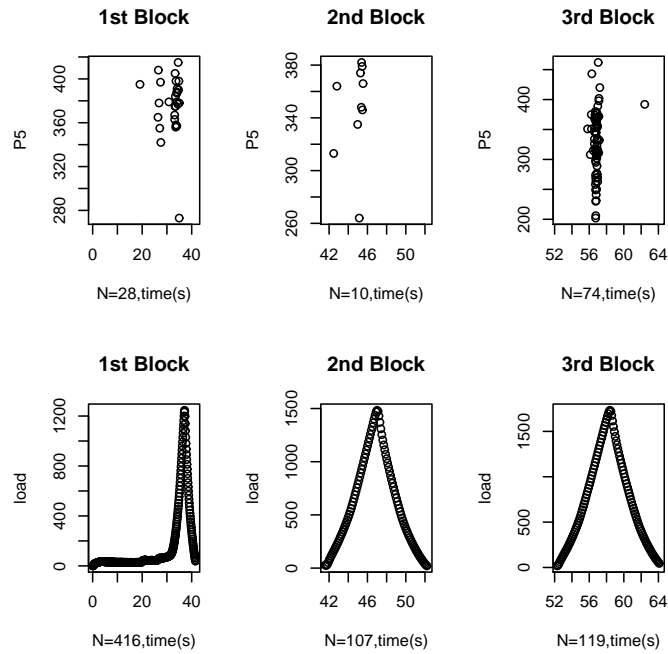 1st Block
2nd Block
3rd Block
P5
280 320 360 400
0 20 40
N=28,time(s)
P5
260 300 340 380
42 46 50
N=10,time(s)
P5
200 300 400
52 56 60 64
N=74,time(s)
1st Block
2nd Block
3rd Block
load
0 400 800 1200
0 20 40
N=416,time(s)
load
0 500 1000 1500
42 46 50
N=107,time(s)
load
0 500 1500
52 56 60 64
N=119,time(s)